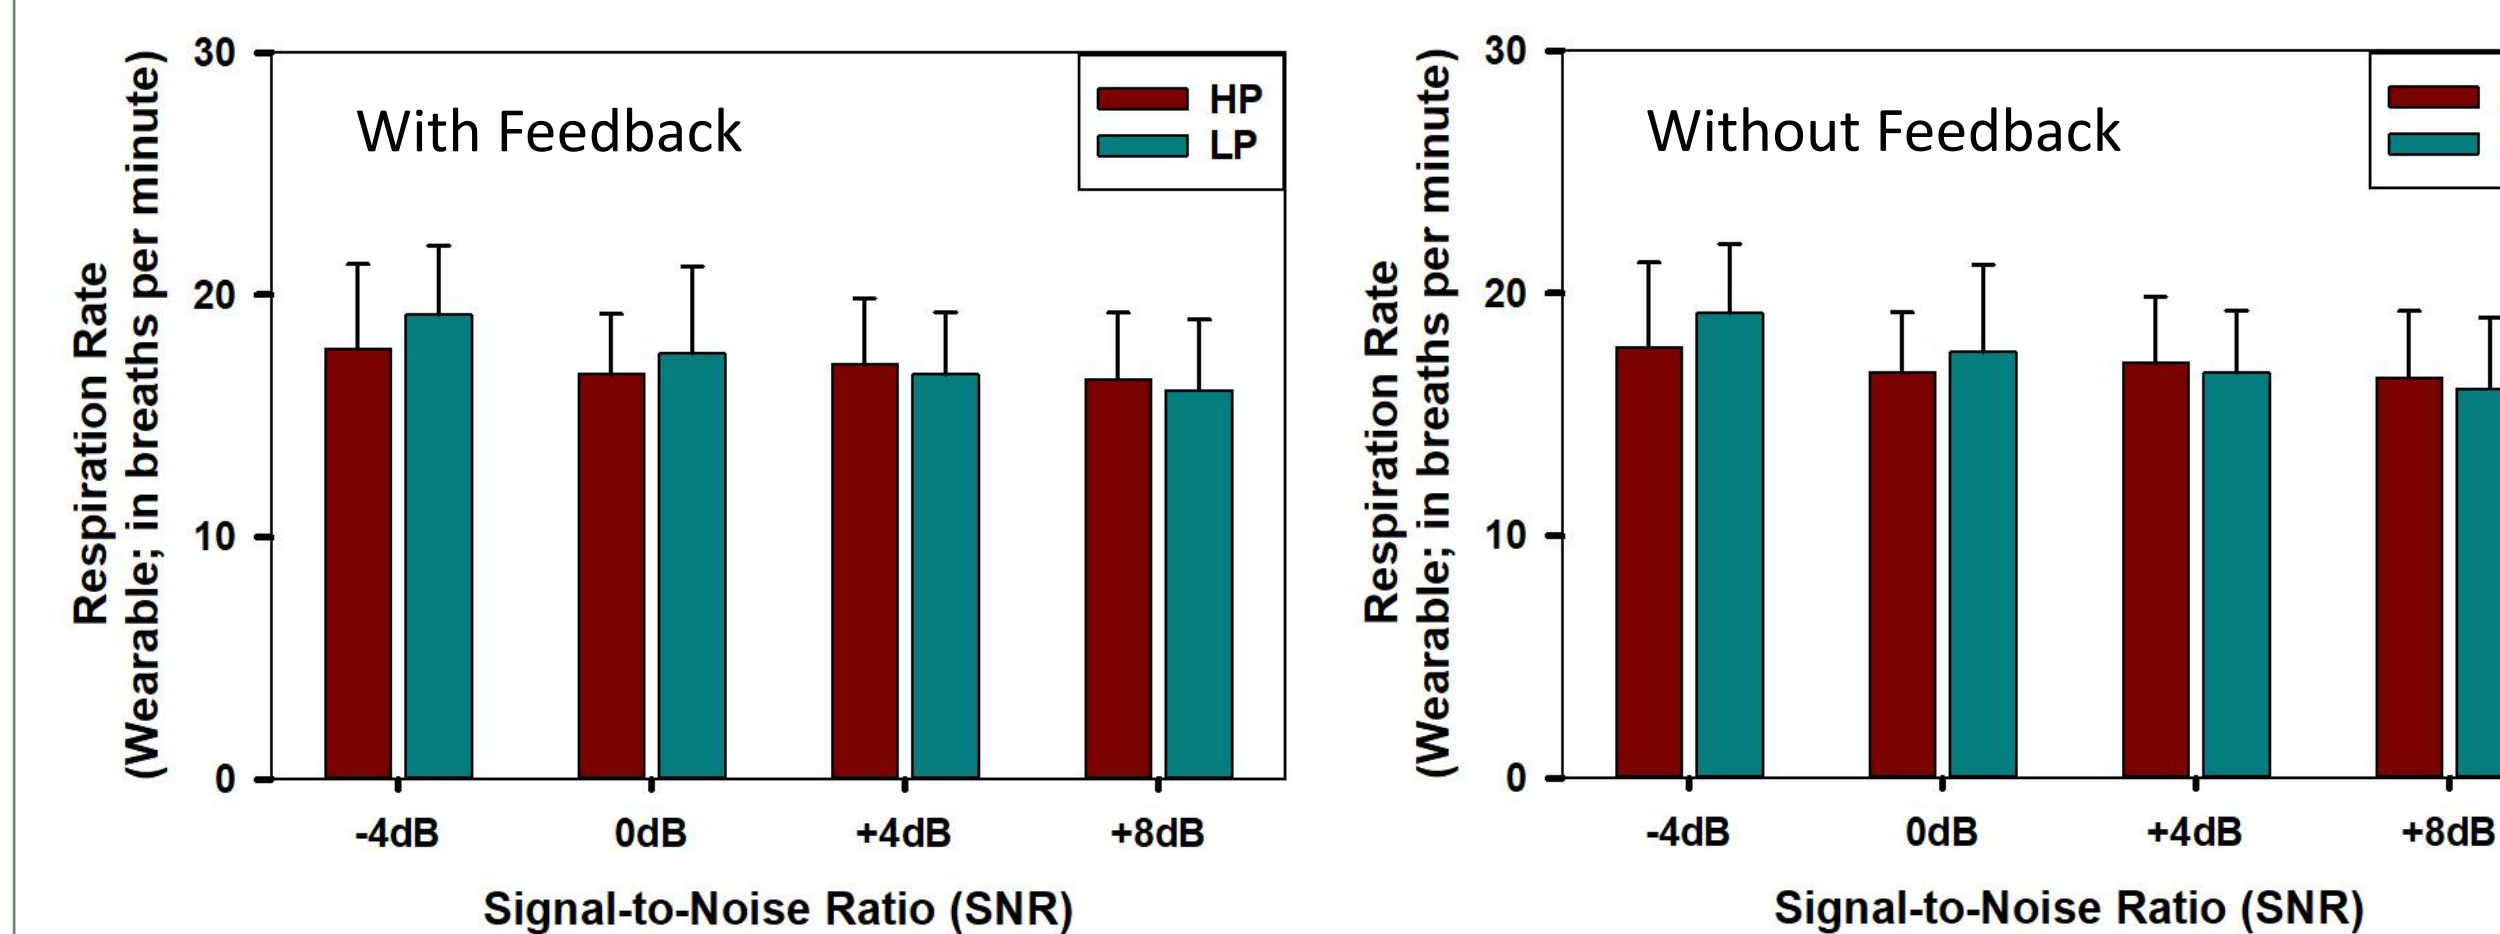 With Feedback
HP
LP
30
20
10
0
Respiration Rate
(Wearable; in breaths per minute)
-4dB
0dB
+4dB
+8dB
Signal-to-Noise Ratio (SNR)
Without Feedback
30
20
10
0
Respiration Rate
(Wearable; in breaths per minute)
-4dB
0dB
+4dB
+8dB
Signal-to-Noise Ratio (SNR)